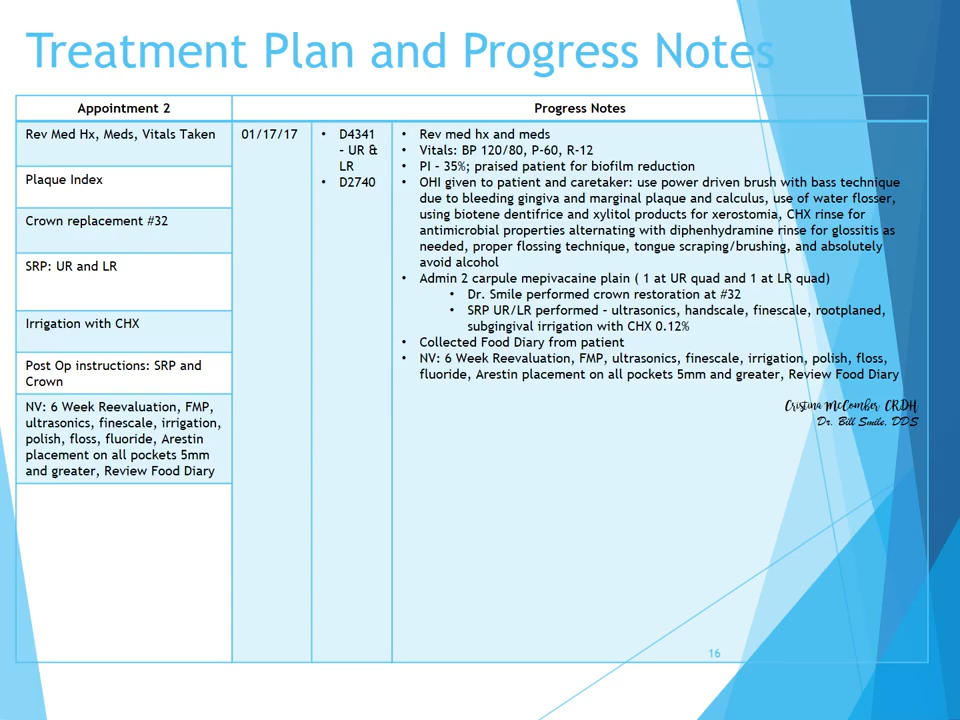 Treatment Plan and Progress Notes
Appointment 2
Progress Notes
Rev Med Hx, Meds, Vitals Taken
Plaque Index
Crown replacement #32
SRP: UR and LR
Irrigation with CHX
Post Op instructions: SRP and
Crown
NV: 6 Week Reevaluation, FMP,
ultrasonics, finescale, irrigation,
polish, floss, fluoride, Arestin
placement on all pockets 5mm
and greater, Review Food Diary
01/17/17
• D4341
– UR &
LR
• D2740
• Rev med hx and meds
• Vitals: BP 120/80, P-60, R-12
• PI – 35%; praised patient for biofilm reduction
• OHI given to patient and caretaker: use power driven brush with bass technique
due to bleeding gingiva and marginal plaque and calculus, use of water flosser,
using biotene dentifrice and xylitol products for xerostomia, CHX rinse for
antimicrobial properties alternating with diphenhydramine rinse for glossitis as
needed, proper flossing technique, tongue scraping/brushing, and absolutely
avoid alcohol
• Admin 2 carpule mepivacaine plain ( 1 at UR quad and 1 at LR quad)
• Dr. Smile performed crown restoration at #32
• SRP UR/LR performed – ultrasonics, handscale, finescale, rootplaned,
subgingival irrigation with CHX 0.12%
• Collected Food Diary from patient
• NV: 6 Week Reevaluation, FMP, ultrasonics, finescale, irrigation, polish, floss,
fluoride, Arestin placement on all pockets 5mm and greater, Review Food Diary
Cristina McComber, CRDH
Dr. Bill Smile, DDS
16